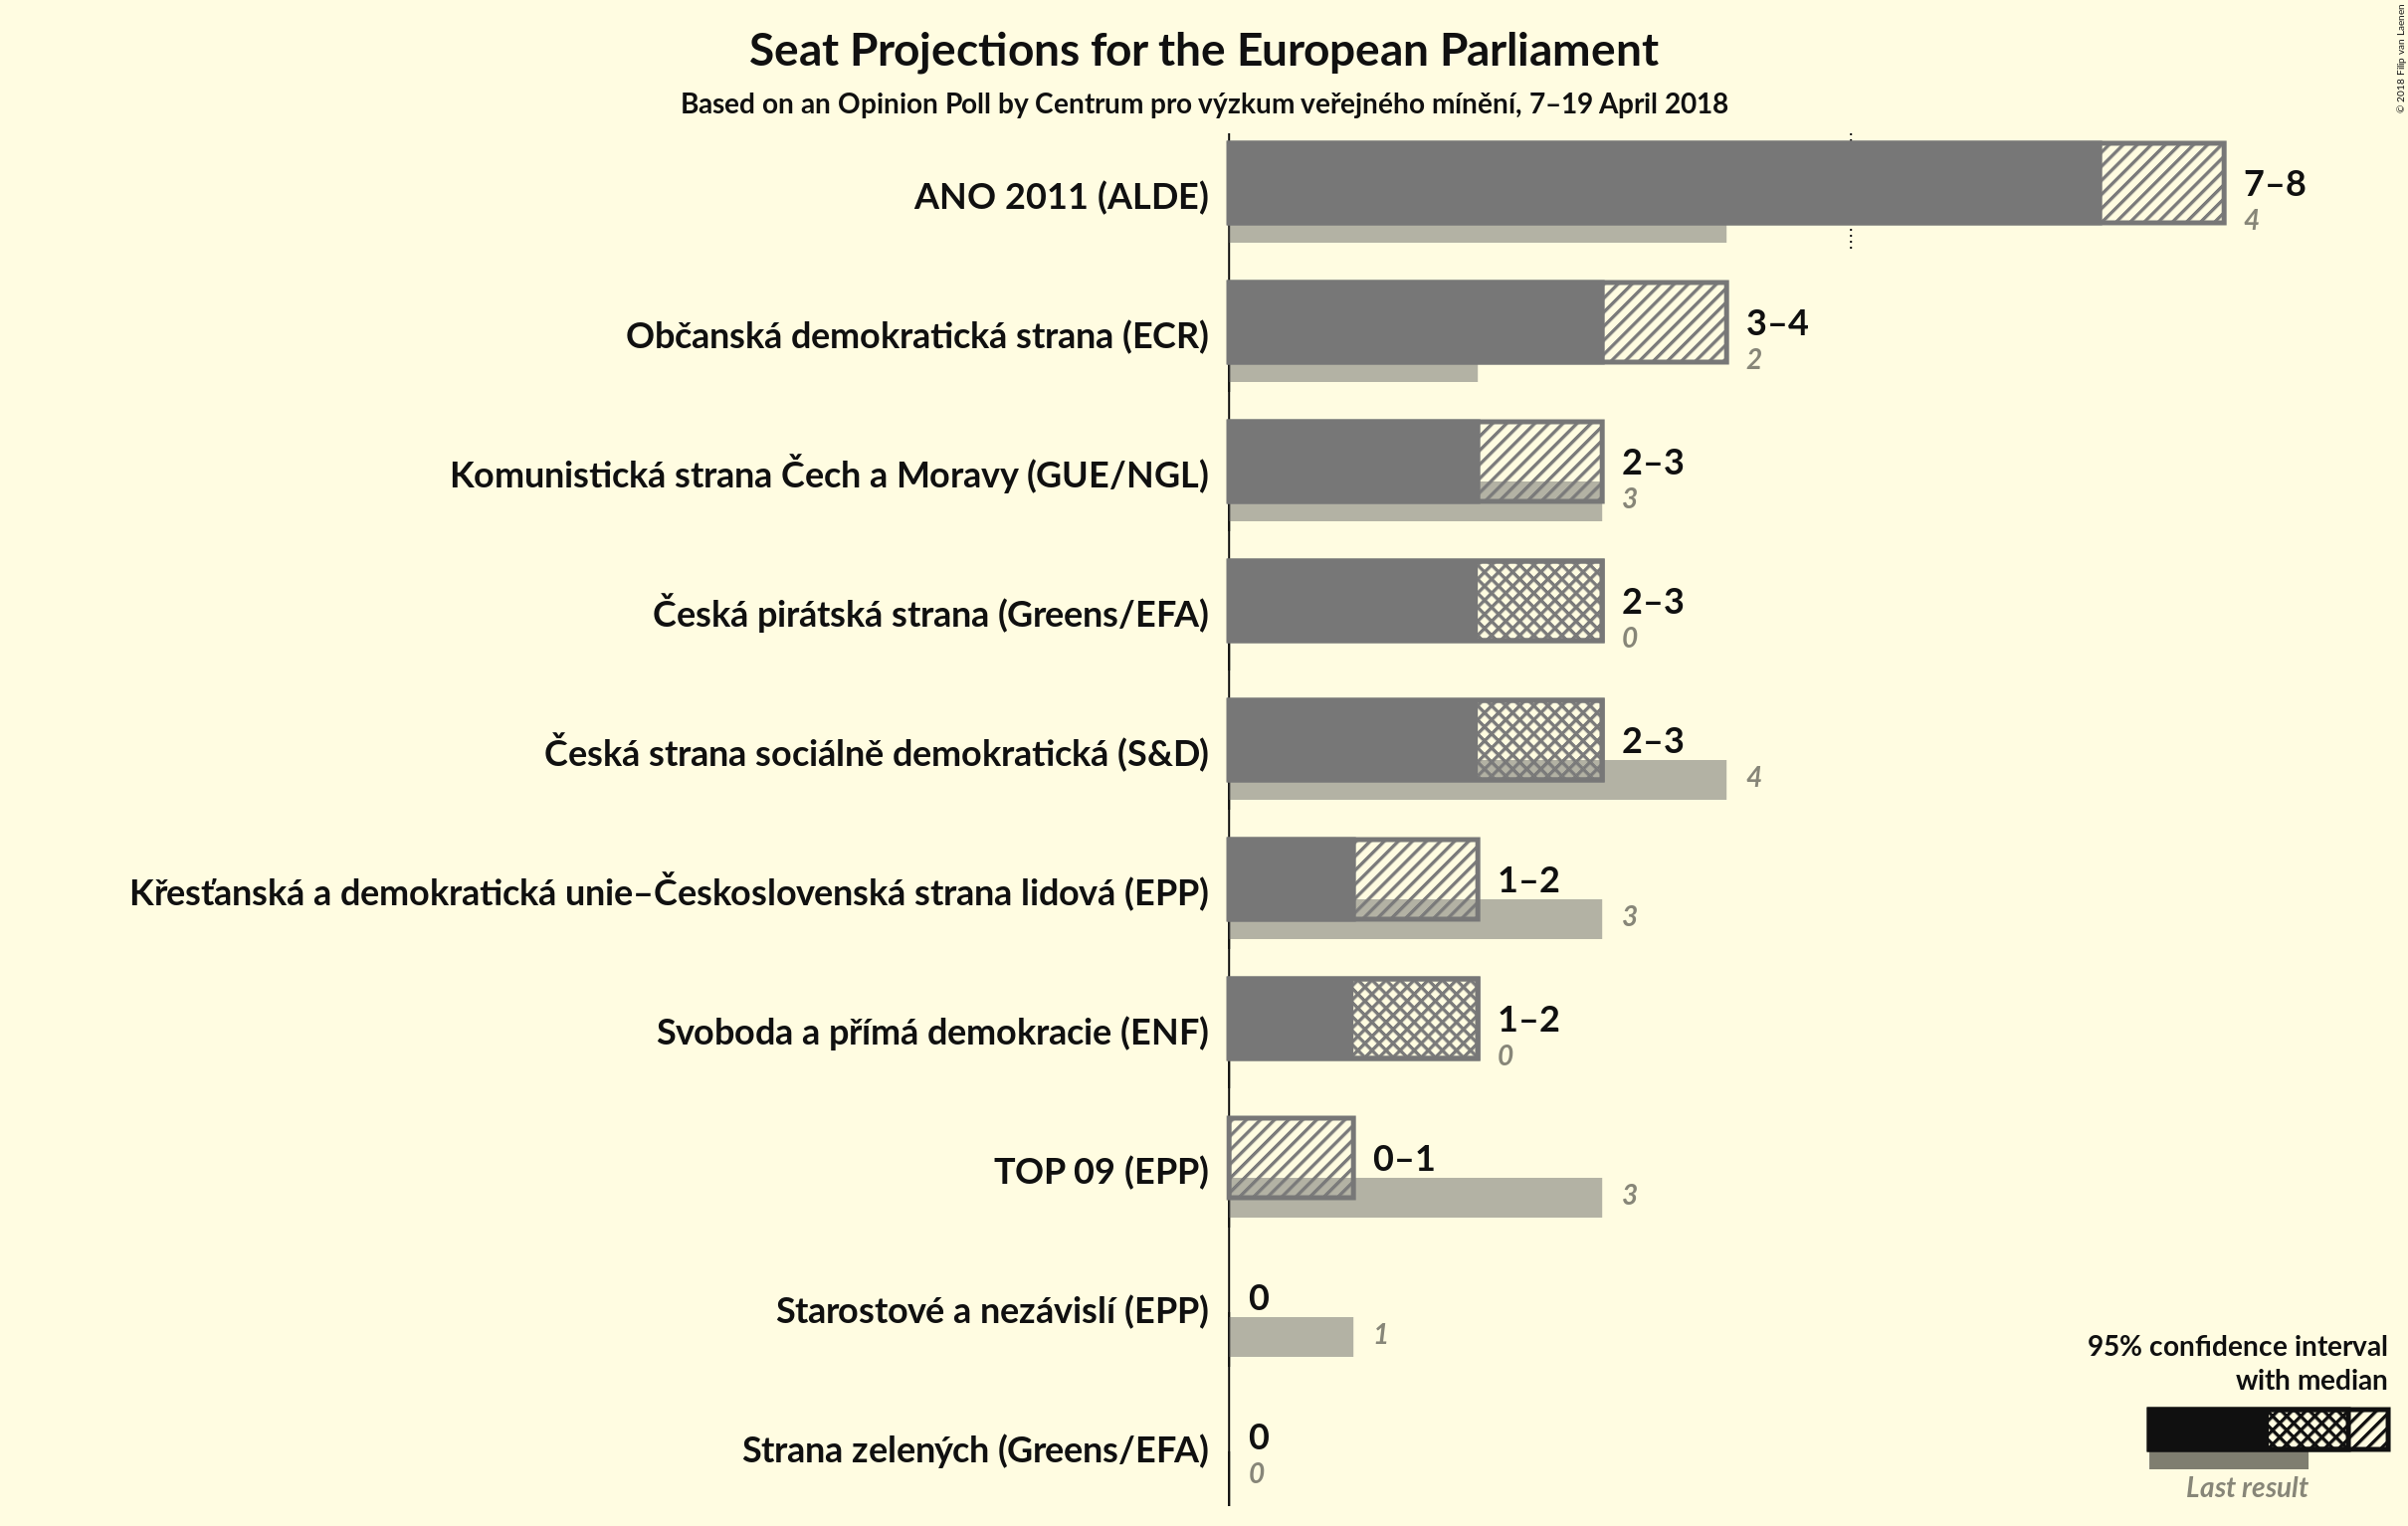 Seat Projections for the European Parliament
Based on an Opinion Poll by Centrum pro výzkum veřejného mínění, 7–19 April 2018
© 2018 Filip van Laenen
ANO 2011 (ALDE)
7–8
4
Občanská demokratická strana (ECR)
3–4
2
Komunistická strana Čech a Moravy (GUE/NGL)
2–3
3
Česká pirátská strana (Greens/EFA)
2–3
0
Česká strana sociálně demokratická (S&D)
2–3
4
Křesťanská a demokratická unie–Československá strana lidová (EPP)
1–2
3
Svoboda a přímá demokracie (ENF)
1–2
0
TOP 09 (EPP)
0–1
3
Starostové a nezávislí (EPP)
0
1
Strana zelených (Greens/EFA)
0
0
95% confidence interval
with median
Last result